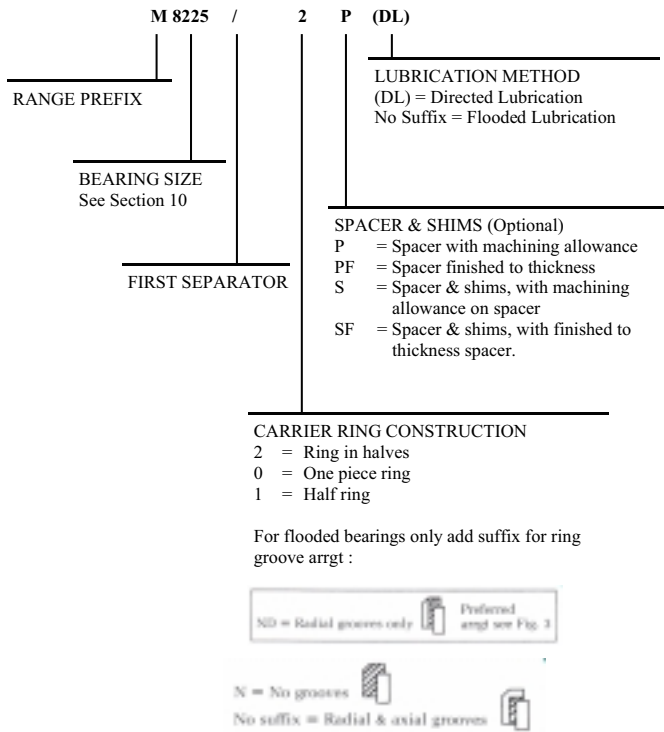 M 8225 / 2 P (DL)
LUBRICATION METHOD
(DL) = Directed Lubrication
No Suffix = Flooded Lubrication
RANGE PREFIX
BEARING SIZE
See Section 10
SPACER & SHIMS (Optional)
P = Spacer with machining allowance
PF = Spacer finished to thickness
S = Spacer & shims, with machining
allowance on spacer
SF = Spacer & shims, with finished to
thickness spacer.
FIRST SEPARATOR
CARRIER RING CONSTRUCTION
2 = Ring in halves
0 = One piece ring
1 = Half ring
For flooded bearings only add suffix for ring
groove arrgt :
ND = Radial grooves only
Preferred
arrgt see Fig. 3
N = No grooves
No suffix = Radial & axial grooves